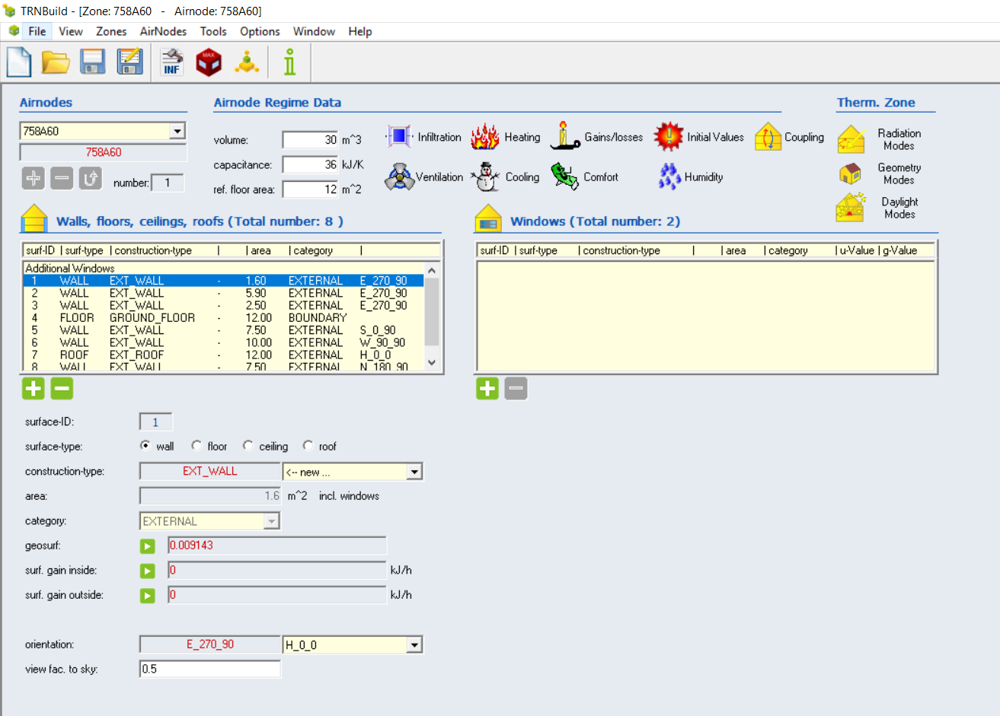 TRNBuild - [Zone: 758A60 - Airnode: 758A60]
File View Zones AirNodes Tools Options Window Help
INF MAX i
Airnodes
758A60
758A60
number: 1
Airnode Regime Data
volume: 30 m^3
capacitance: 36 kJ/K
ref. floor area: 12 m^2
Infiltration Heating Gains/losses Initial Values Coupling
Ventilation Cooling Comfort Humidity
Therm. Zone
Radiation
Modes
Geometry
Modes
Daylight
Modes
Walls, floors, ceilings, roofs (Total number: 8 )
surf-ID | surf-type | construction-type | | area | category |
Additional Windows
1 WALL EXT_WALL - 1.60 EXTERNAL E_270_90
2 WALL EXT_WALL - 5.90 EXTERNAL E_270_90
3 WALL EXT_WALL - 2.50 EXTERNAL E_270_90
4 FLOOR GROUND_FLOOR - 12.00 BOUNDARY
5 WALL EXT_WALL - 7.50 EXTERNAL S_0_90
6 WALL EXT_WALL - 10.00 EXTERNAL W_90_90
7 ROOF EXT_ROOF - 12.00 EXTERNAL H_0_0
8 WALL EXT_WALL - 7.50 EXTERNAL N_180_90
Windows (Total number: 2)
surf-ID | surf-type | construction-type | | area | category | u-Value | g-Value
surface-ID: 1
surface-type: wall floor ceiling roof
construction-type: EXT_WALL <-- new ...
area: 1.6 m^2 incl. windows
category: EXTERNAL
geosurf: 0.009143
surf. gain inside: 0 kJ/h
surf. gain outside: 0 kJ/h
orientation: E_270_90 H_0_0
view fac. to sky: 0.5